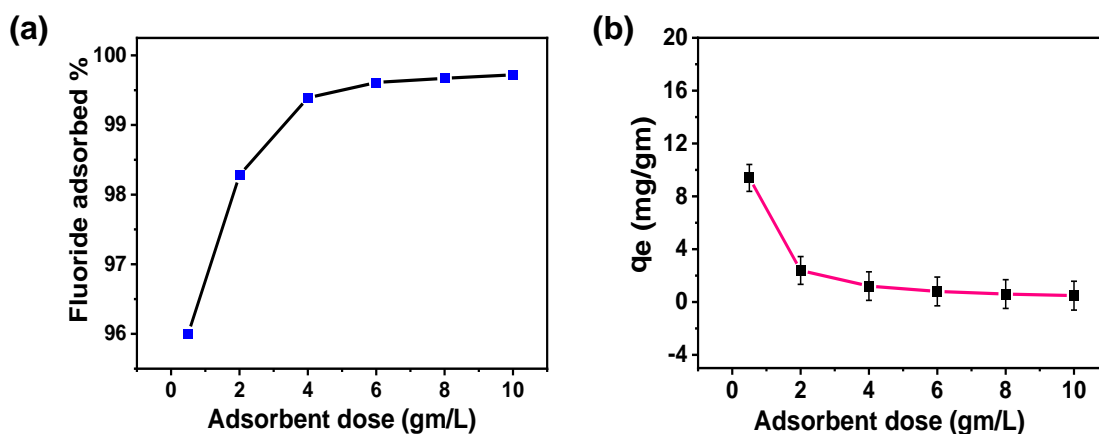 (a)
Fluoride adsorbed %
100
99
98
97
96
0 2 4 6 8 10
Adsorbent dose (gm/L)
(b)
qe (mg/gm)
20
16
12
8
4
0
-4
0 2 4 6 8 10
Adsorbent dose (gm/L)